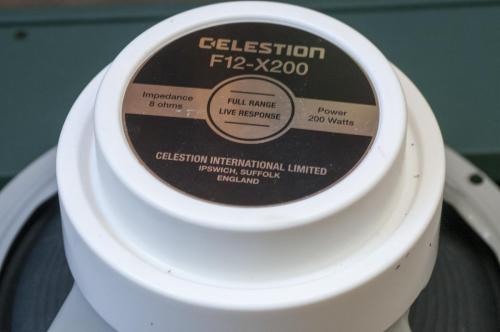 CELESTION
F12-X200
Impedance
8 ohms
FULL RANGE
LIVE RESPONSE
Power
200 Watts
CELESTION INTERNATIONAL LIMITED
IPSWICH, SUFFOLK
ENGLAND